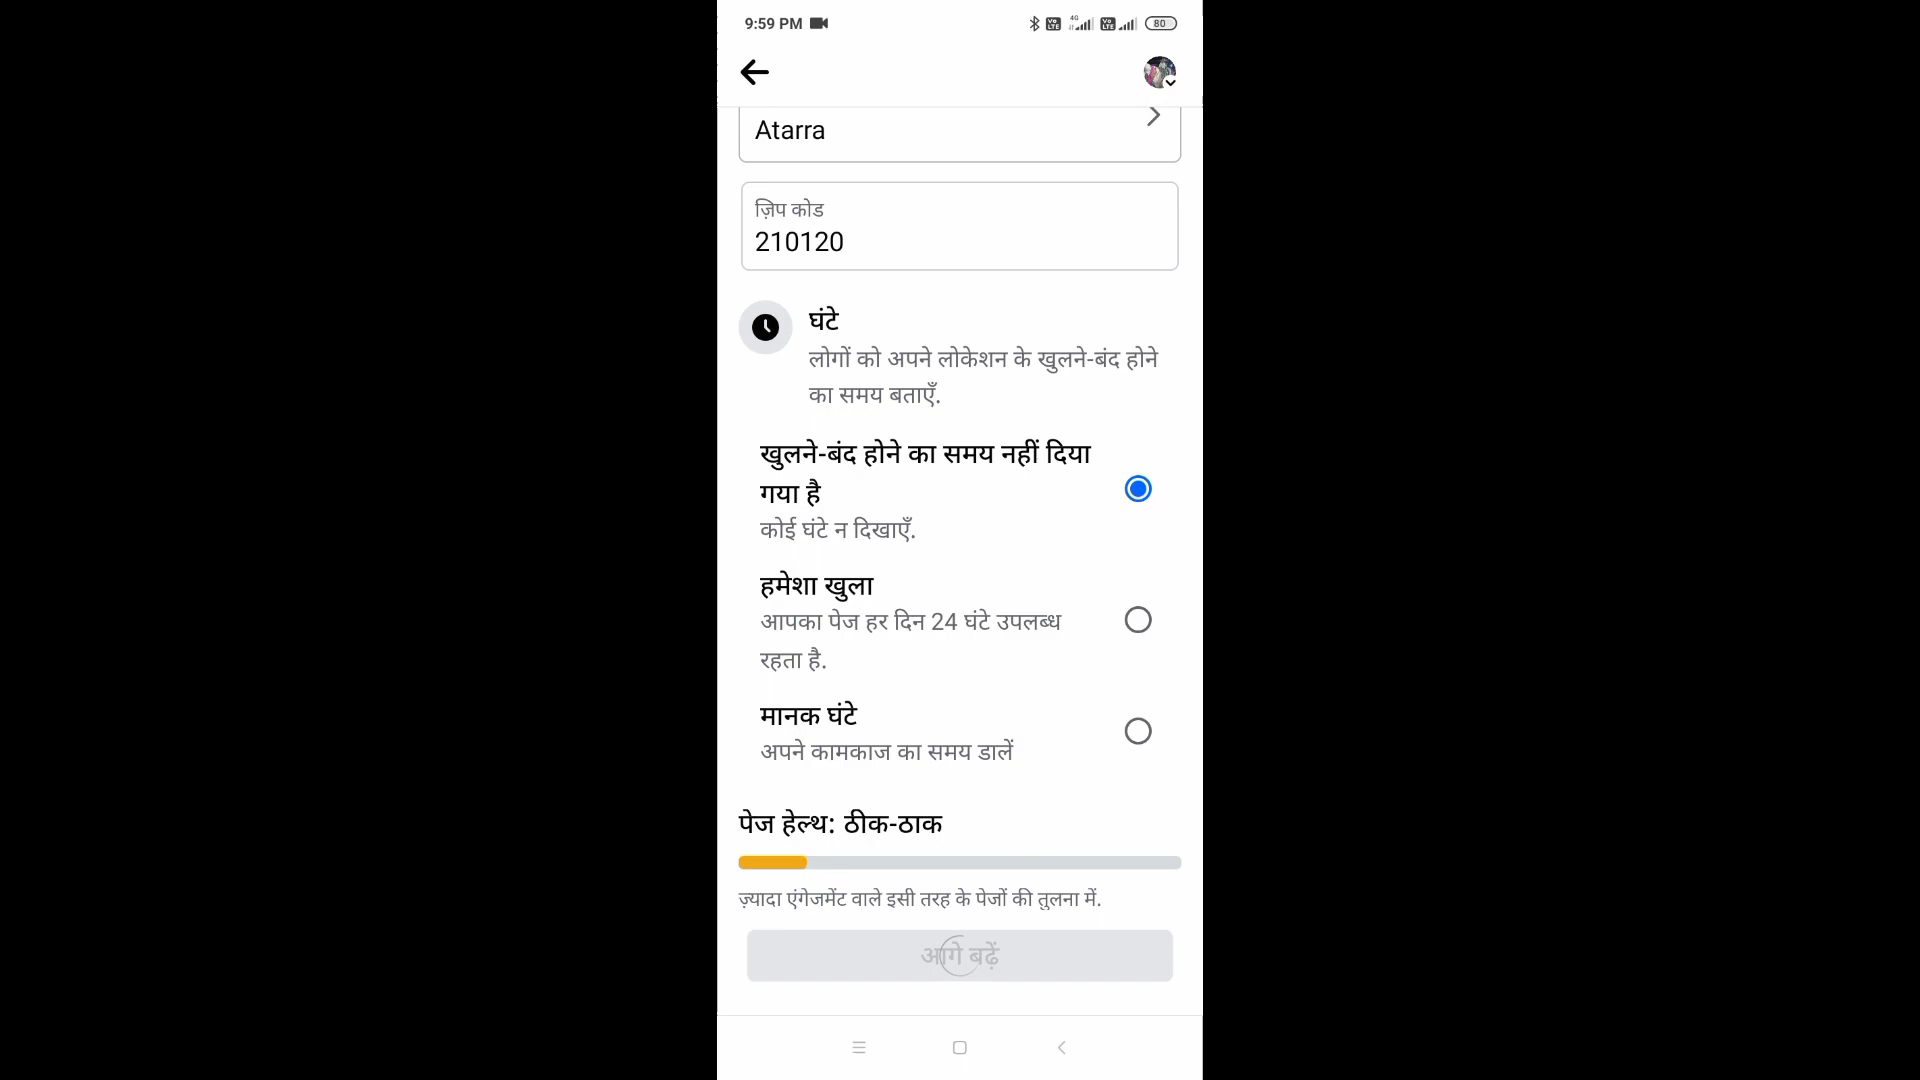 9:59 PM
4G
80
Atarra
ज़िप कोड
210120
घंटे
लोगों को अपने लोकेशन के खुलने-बंद होने
का समय बताएँ.
खुलने-बंद होने का समय नहीं दिया
गया है
कोई घंटे न दिखाएँ.
हमेशा खुला
आपका पेज हर दिन 24 घंटे उपलब्ध
रहता है.
मानक घंटे
अपने कामकाज का समय डालें
पेज हेल्थ: ठीक-ठाक
ज़्यादा एंगेजमेंट वाले इसी तरह के पेजों की तुलना में.
आगे बढ़ें